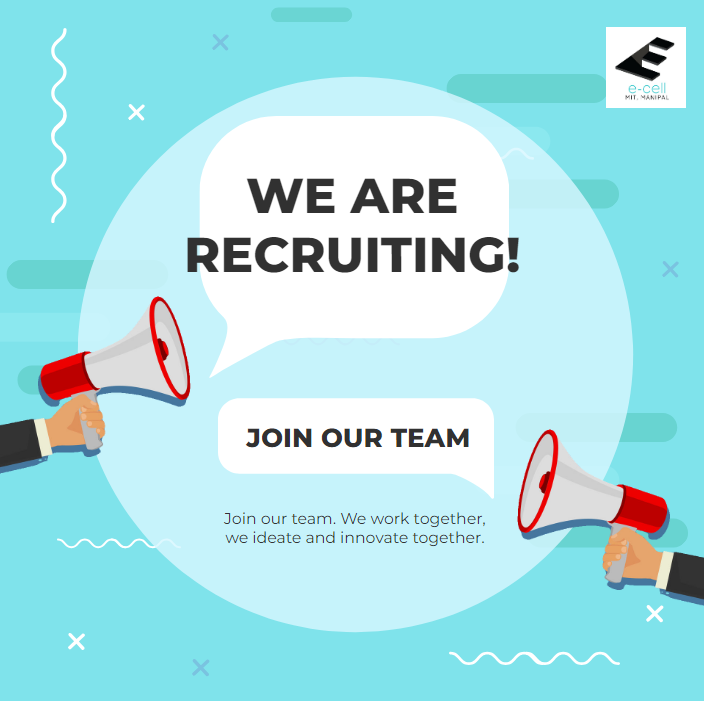 e-cell
MIT, MANIPAL
WE ARE
RECRUITING!
JOIN OUR TEAM
Join our team. We work together,
we ideate and innovate together.